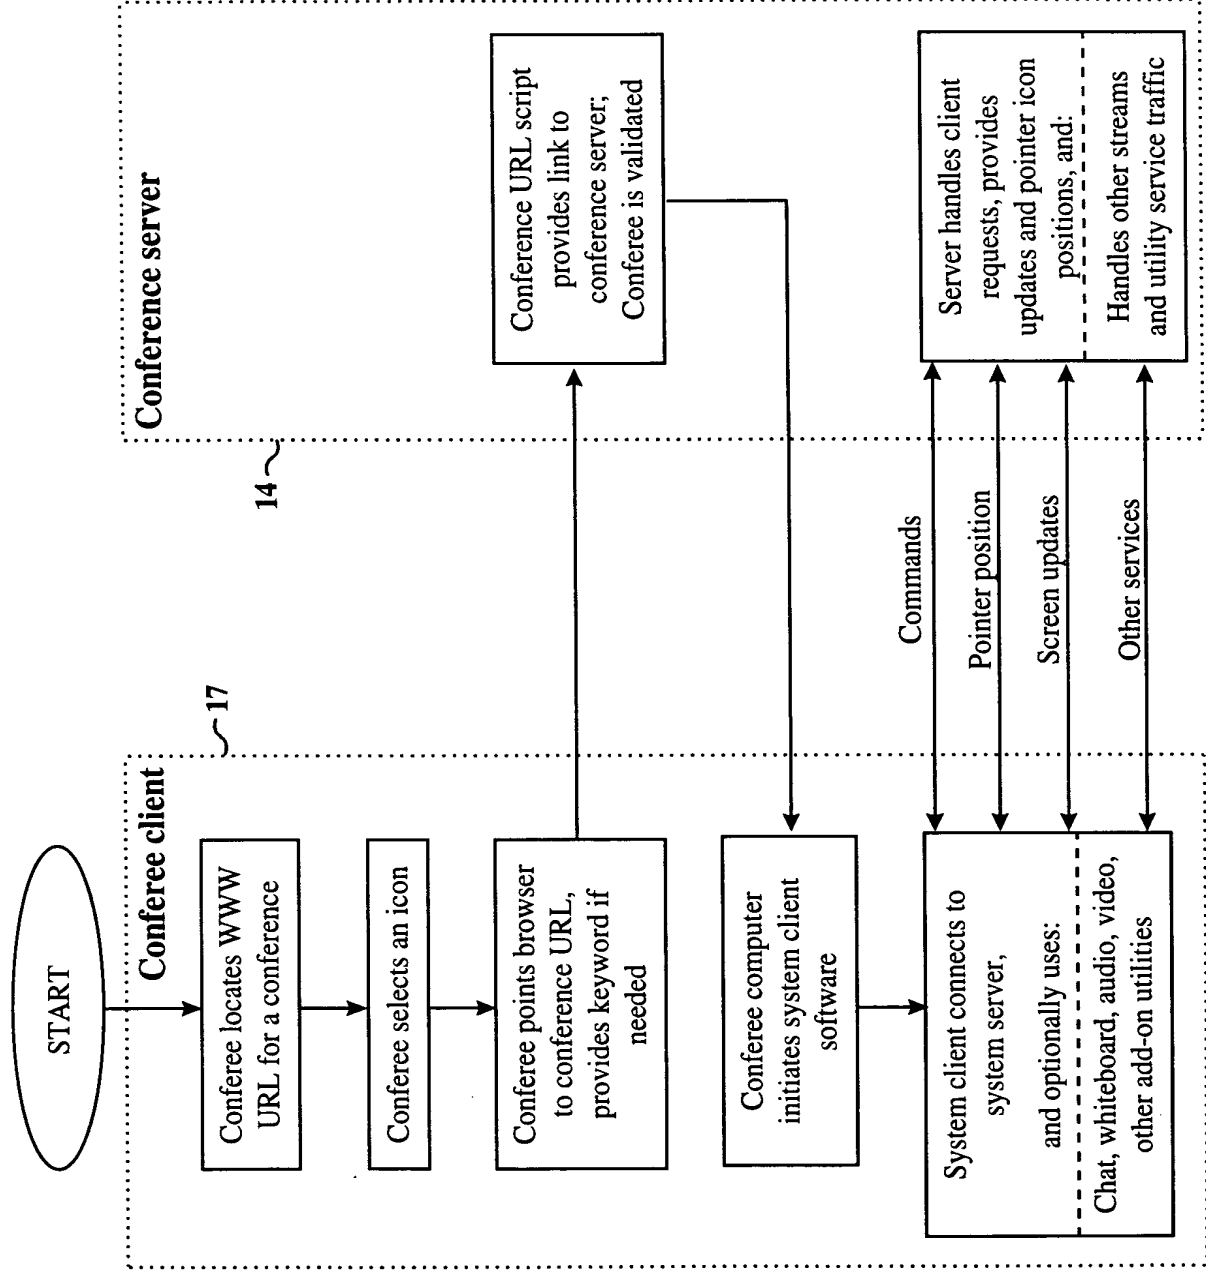 START
Conferee client
17
Conferee locates WWW
URL for a conference
Conferee selects an icon
Conferee points browser
to conference URL,
provides keyword if
needed
Conferee computer
initiates system client
software
System client connects to
system server,
and optionally uses:
Chat, whiteboard, audio, video,
other add-on utilities
Commands
Pointer position
Screen updates
Other services
14
Conference server
Conference URL script
provides link to
conference server;
Conferee is validated
Server handles client
requests, provides
updates and pointer icon
positions, and:
Handles other streams
and utility service traffic